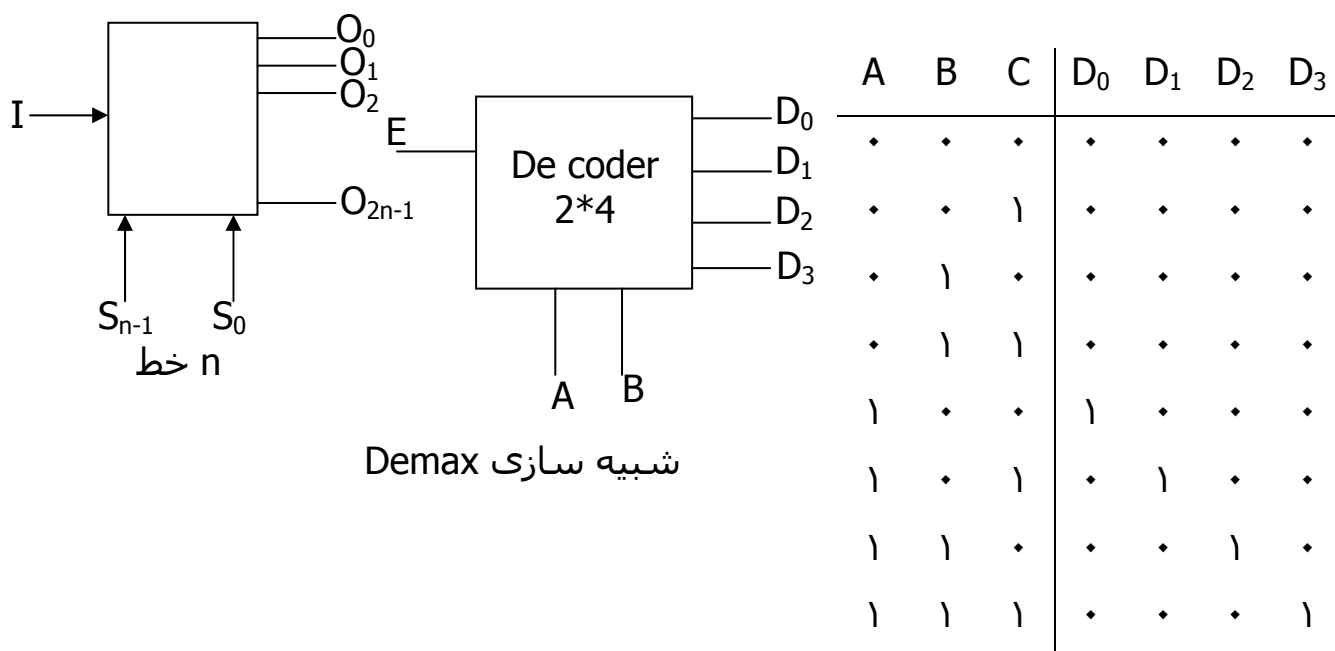 O0
O1
O2
I
O2n-1
Sn-1 S0
n خط
E
De coder
2*4
D0
D1
D2
D3
A B
شبیه سازی Demax
A B C D0 D1 D2 D3
۰ ۰ ۰ ۰ ۰ ۰ ۰
۰ ۰ ۱ ۰ ۰ ۰ ۰
۰ ۱ ۰ ۰ ۰ ۰ ۰
۰ ۱ ۱ ۰ ۰ ۰ ۰
۱ ۰ ۰ ۱ ۰ ۰ ۰
۱ ۰ ۱ ۰ ۱ ۰ ۰
۱ ۱ ۰ ۰ ۰ ۱ ۰
۱ ۱ ۱ ۰ ۰ ۰ ۱